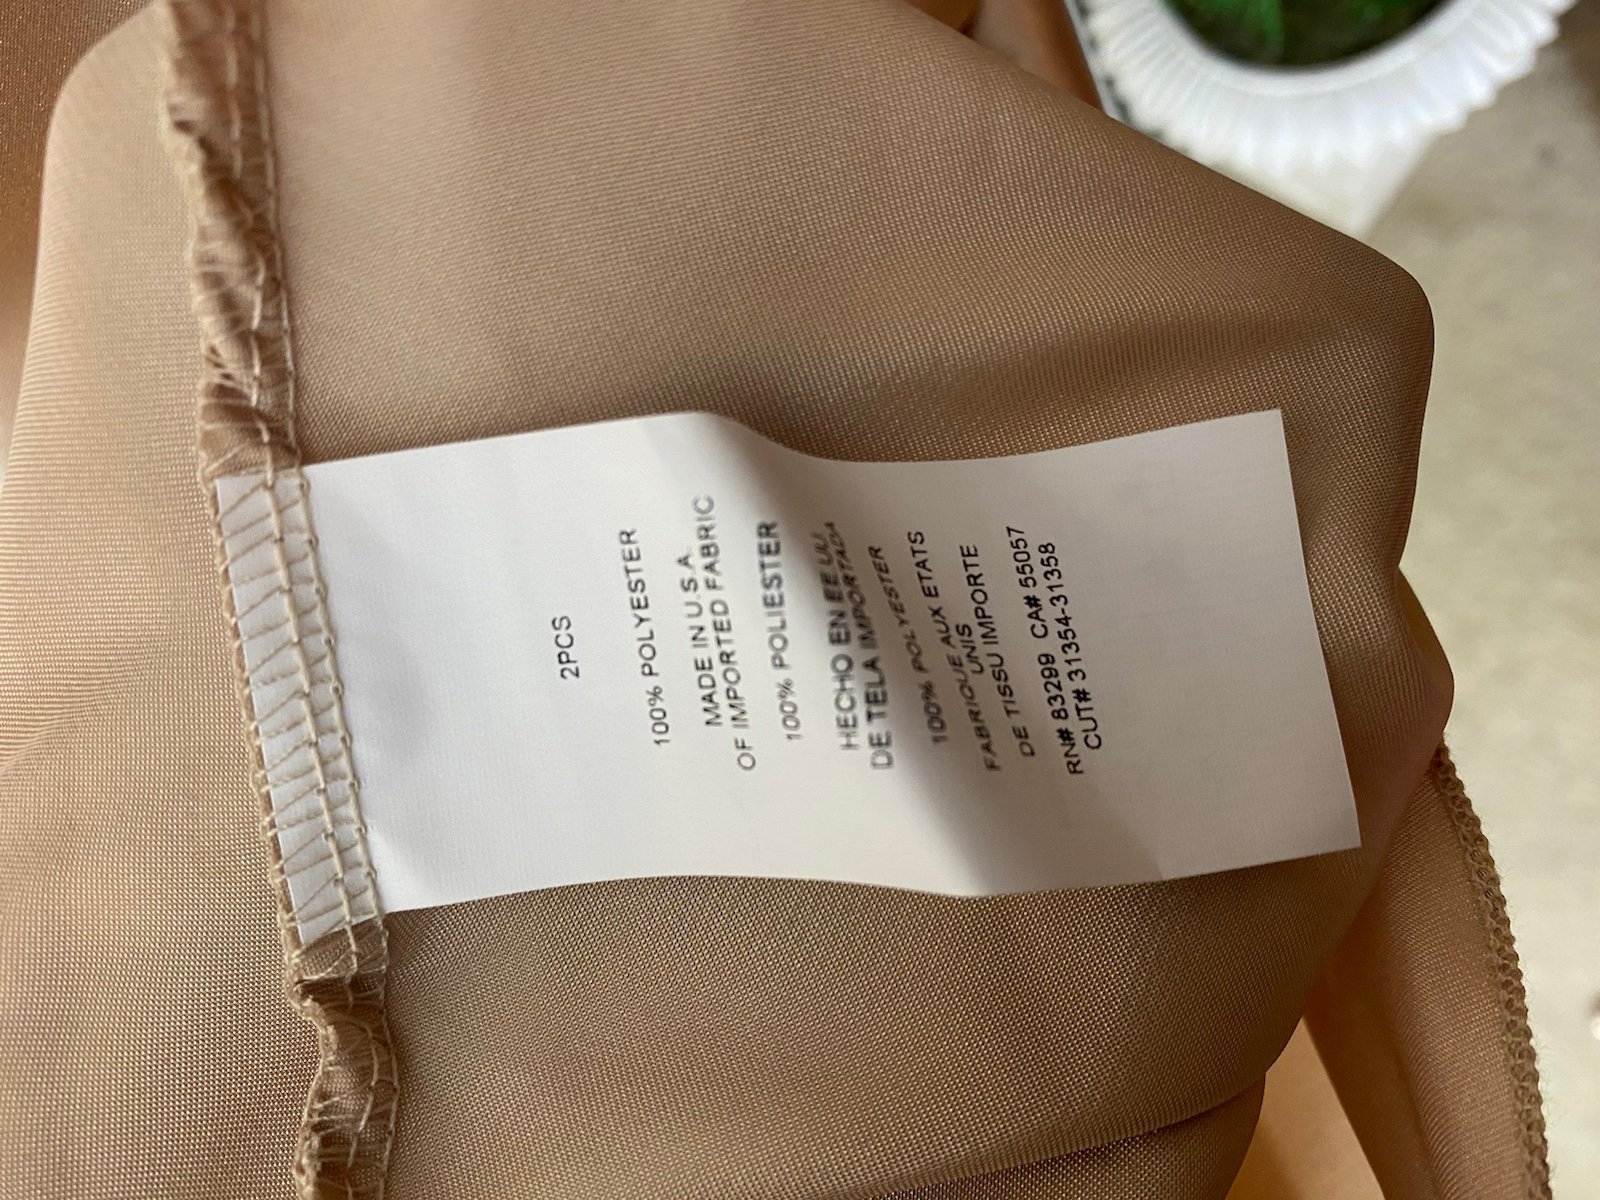 2PCS
100% POLYESTER
MADE IN U.S.A.
OF IMPORTED FABRIC
100% POLIESTER
HECHO EN EE.UU.
DE TELA IMPORTADA
100% POLYESTER
FABRIQUE AUX ETATS
UNIS
DE TISSU IMPORTE
RN# 83299 CA# 55057
CUT# 31354-31358